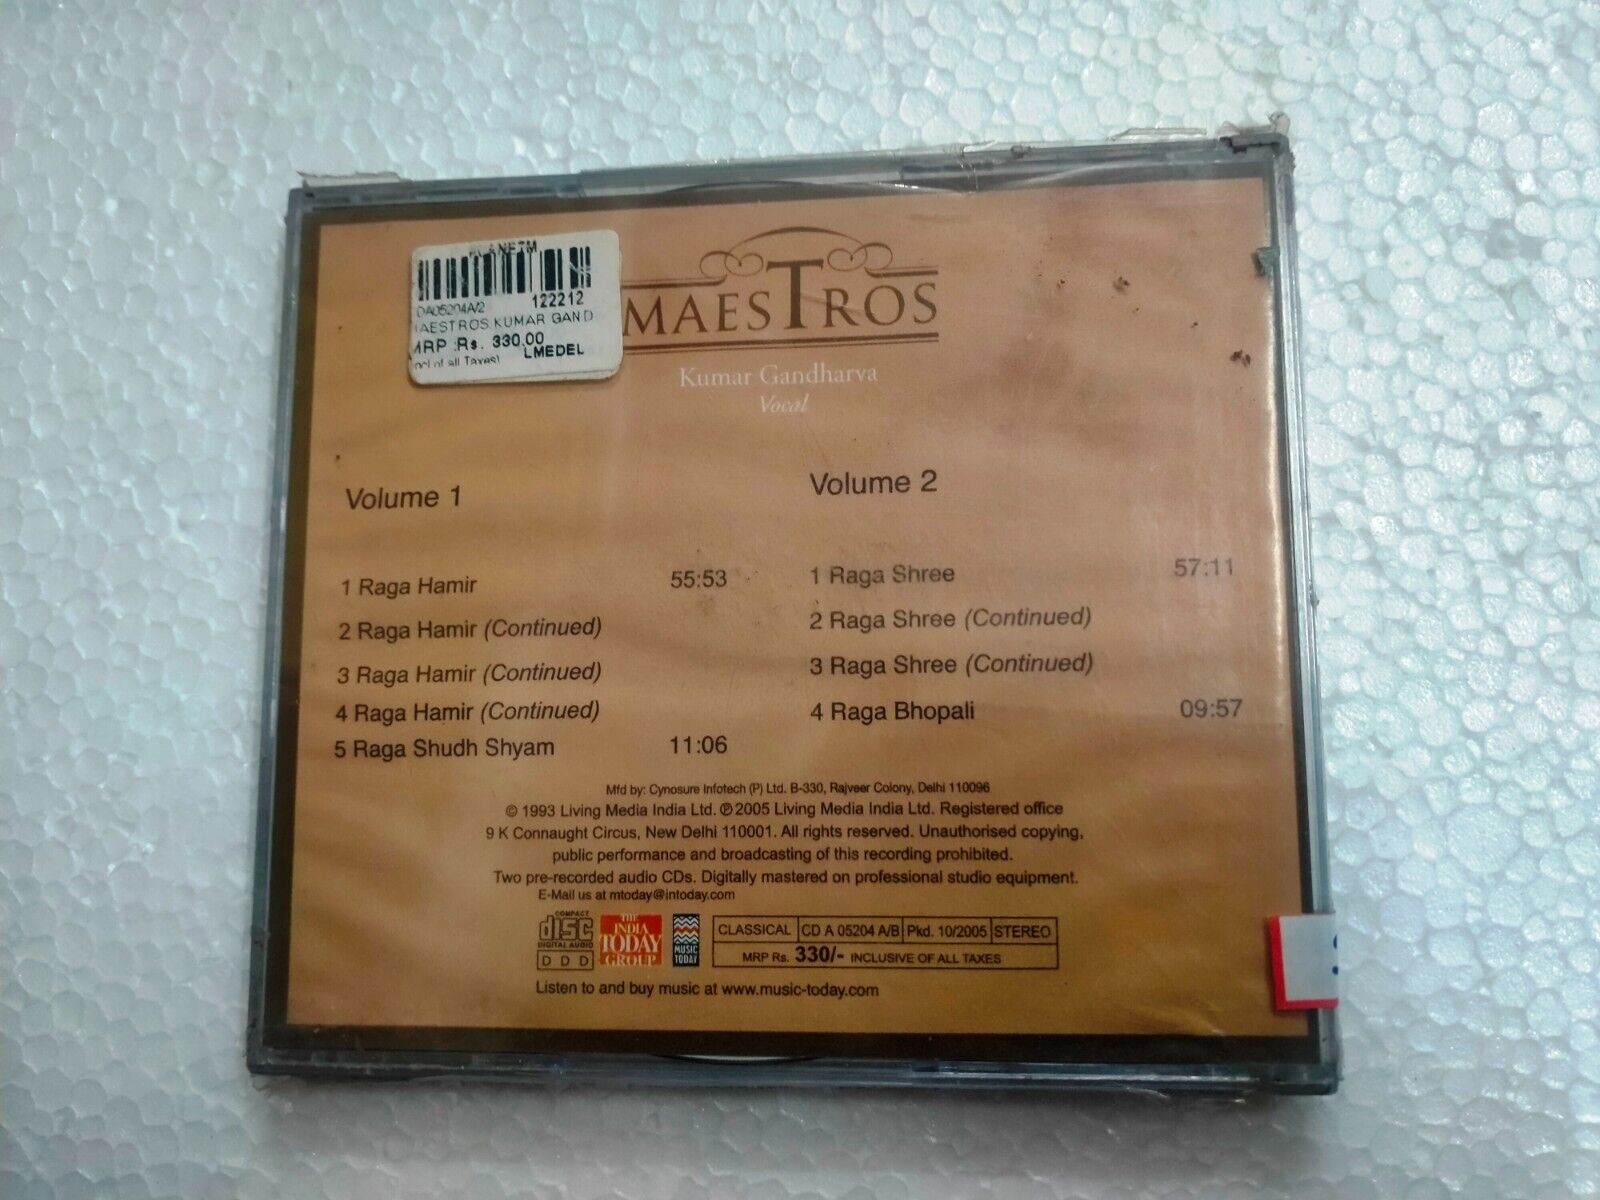 122212
MRP :Rs. 330.00
LMEDEL
MAESTROS
Kumar Gandharva
Vocal
Volume 1
1 Raga Hamir 55:53
2 Raga Hamir (Continued)
3 Raga Hamir (Continued)
4 Raga Hamir (Continued)
5 Raga Shudh Shyam 11:06
Volume 2
1 Raga Shree 57:11
2 Raga Shree (Continued)
3 Raga Shree (Continued)
4 Raga Bhopali 09:57
Mfd by: Cynosure Infotech (P) Ltd. B-330, Rajveer Colony, Delhi 110096
© 1993 Living Media India Ltd. ℗ 2005 Living Media India Ltd. Registered office
9 K Connaught Circus, New Delhi 110001. All rights reserved. Unauthorised copying,
public performance and broadcasting of this recording prohibited.
Two pre-recorded audio CDs. Digitally mastered on professional studio equipment.
E-Mail us at mtoday@intoday.com
COMPACT
disc
DIGITAL AUDIO
D D D
THE
INDIA
TODAY
GROUP
MUSIC
TODAY
CLASSICAL CD A 05204 A/B Pkd. 10/2005 STEREO
MRP Rs. 330/- INCLUSIVE OF ALL TAXES
Listen to and buy music at www.music-today.com